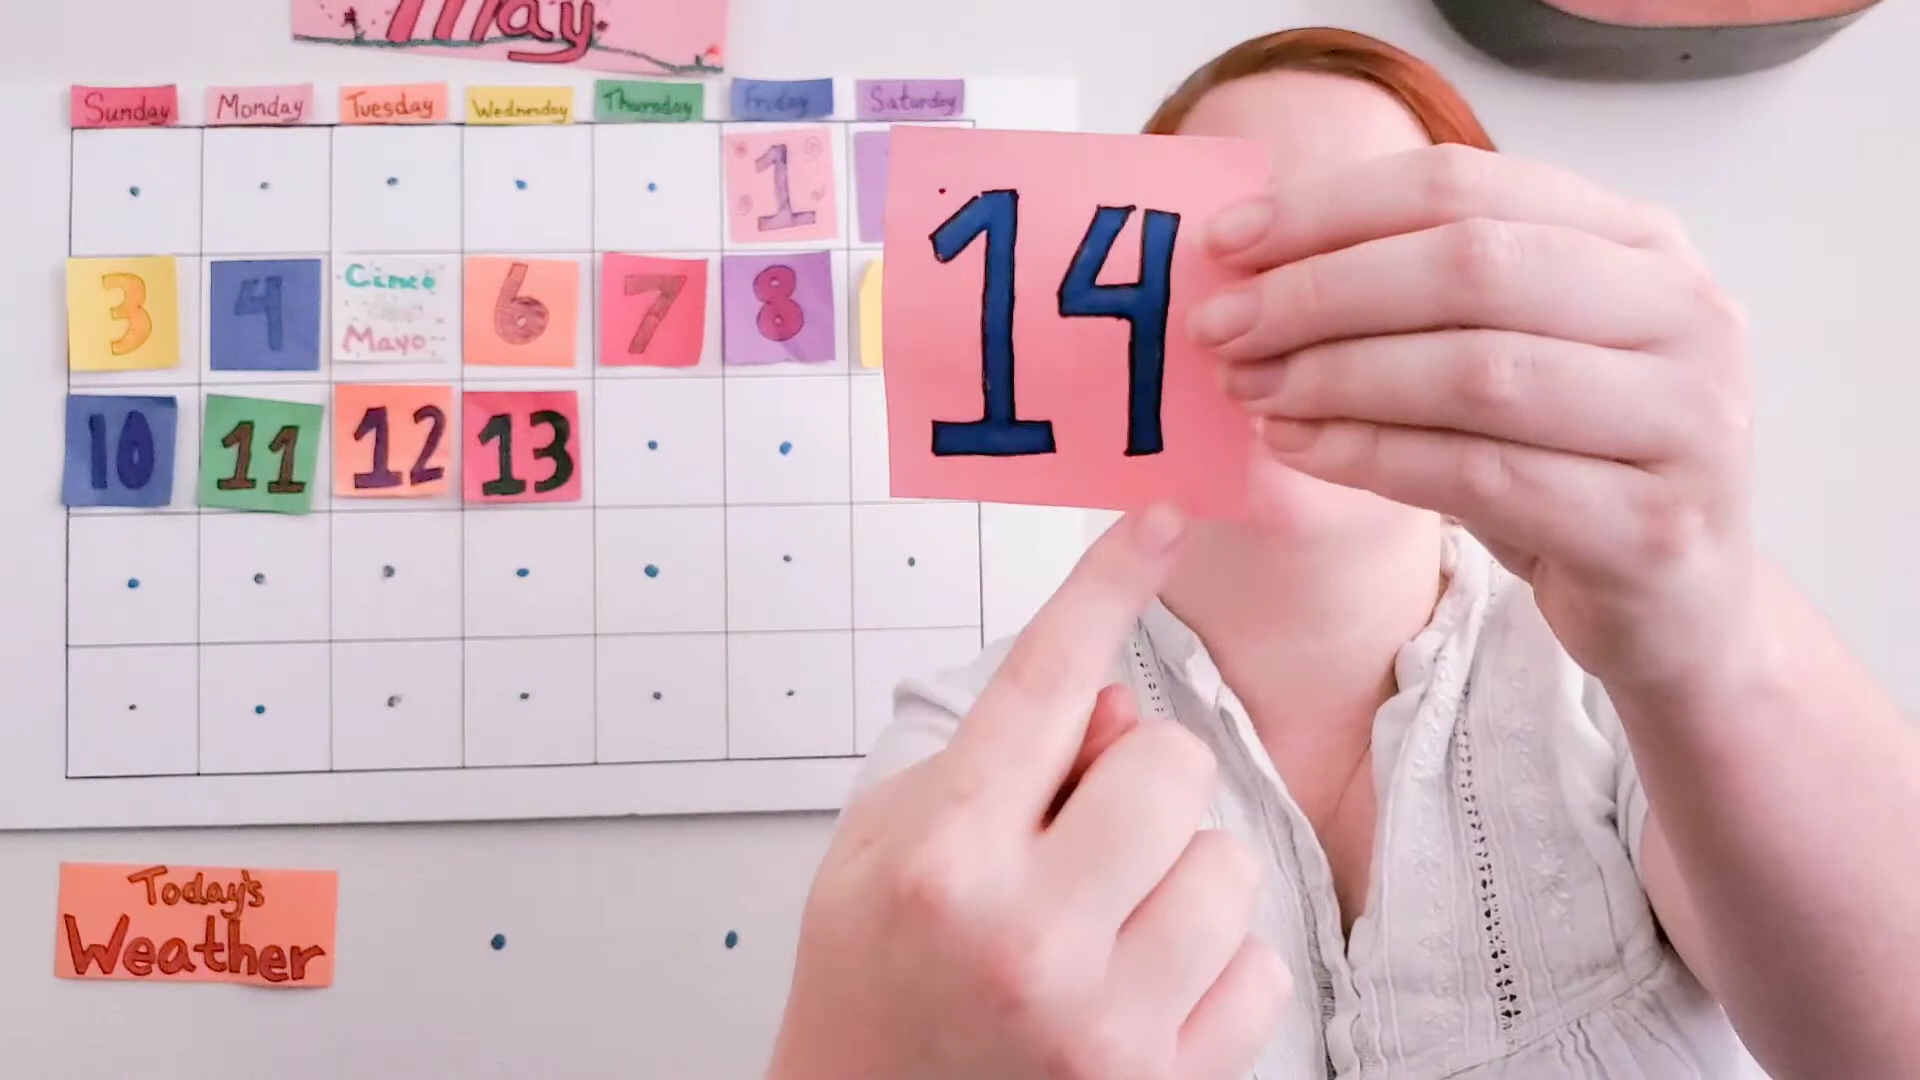 May
Sunday Monday Tuesday Wednesday Thursday Friday Saturday
1
3 4 Cinco Mayo 6 7 8
10 11 12 13
14
Today's
Weather